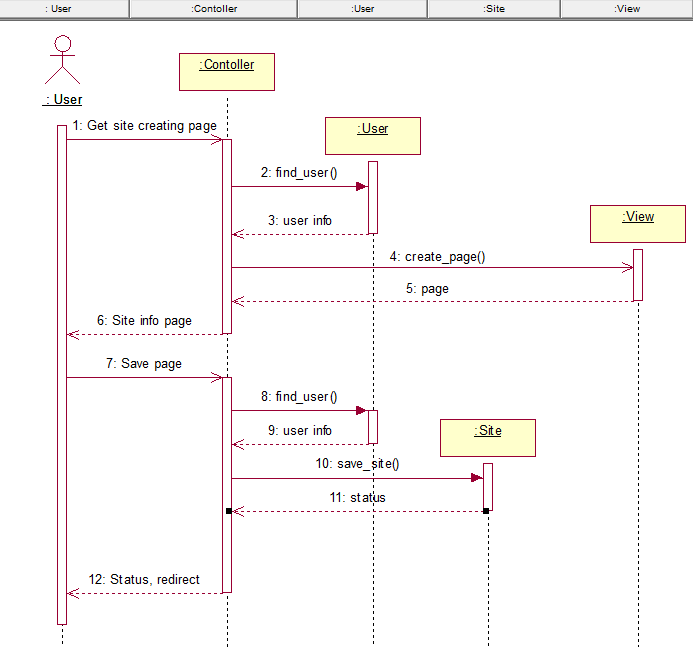 : User
:Contoller
:User
:Site
:View
:Contoller
: User
1: Get site creating page
:User
2: find_user()
3: user info
:View
4: create_page()
5: page
6: Site info page
7: Save page
8: find_user()
9: user info
:Site
10: save_site()
11: status
12: Status, redirect